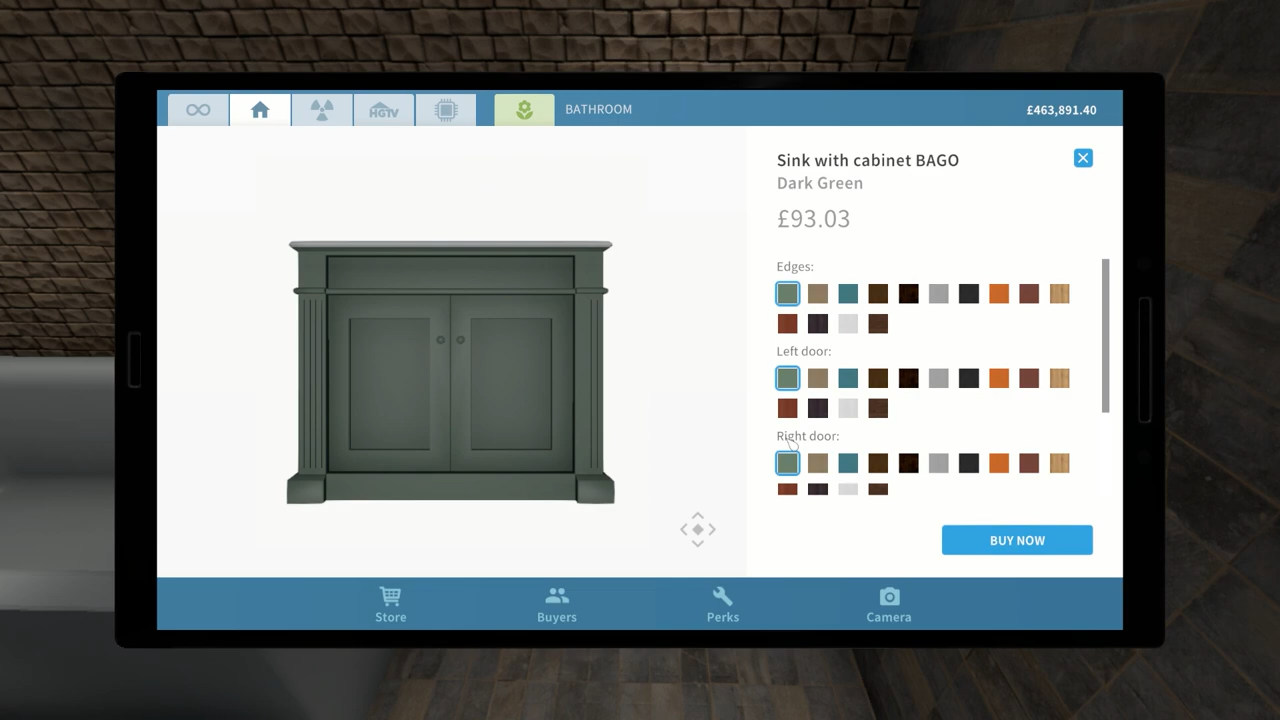 HGTV
BATHROOM
£463,891.40
Sink with cabinet BAGO
Dark Green
£93.03
Edges:
Left door:
Right door:
BUY NOW
Store
Buyers
Perks
Camera